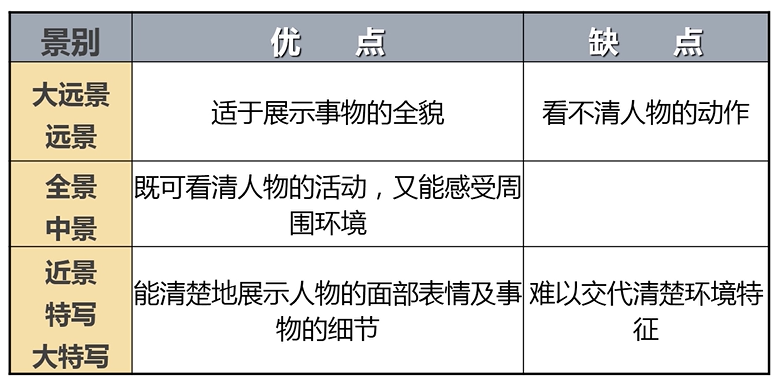 景别 优 点 缺 点
大远景
远景
适于展示事物的全貌
看不清人物的动作
全景
中景
既可看清人物的活动，又能感受周
围环境
近景
特写
大特写
能清楚地展示人物的面部表情及事
物的细节
难以交代清楚环境特
征